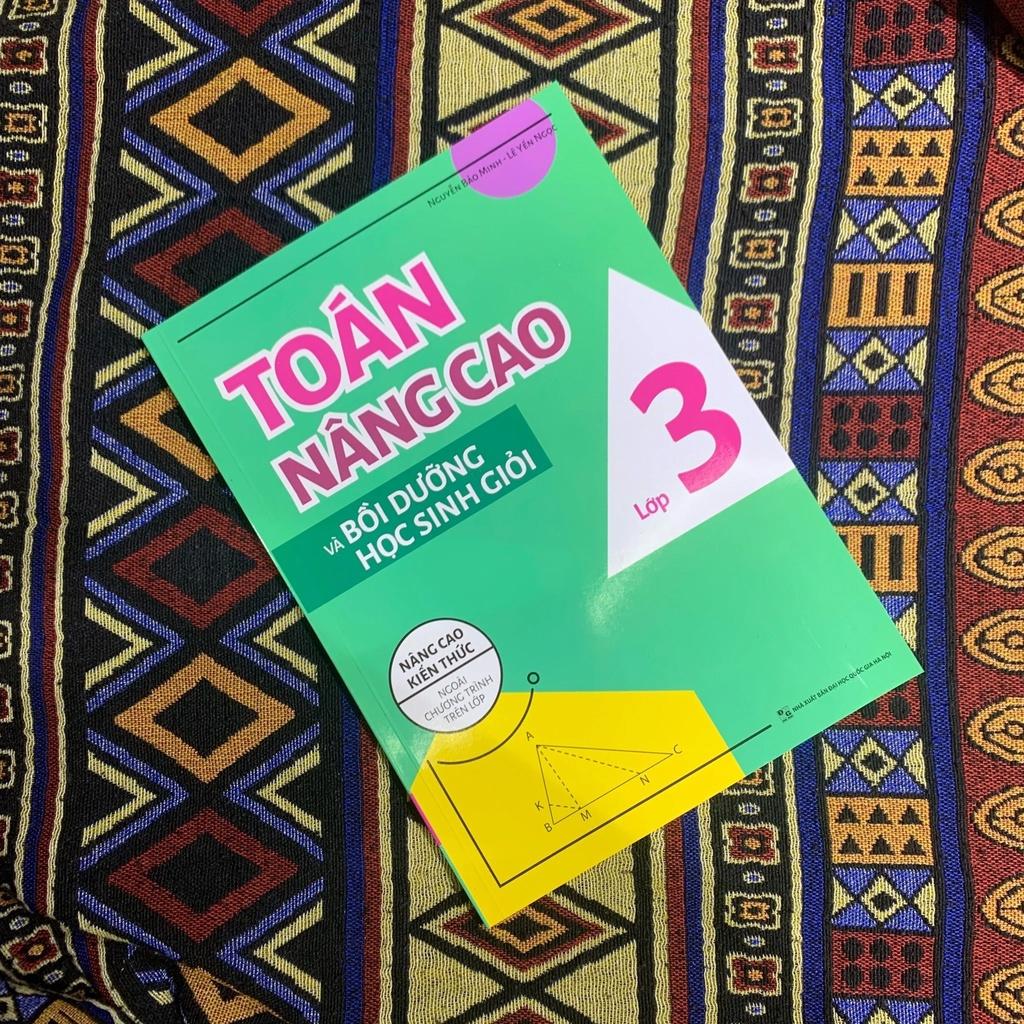 NGUYỄN BẢO MINH - LÊ YẾN NGỌC
TOÁN
NÂNG CAO
VÀ BỒI DƯỠNG
HỌC SINH GIỎI
3
Lớp
NÂNG CAO
KIẾN THỨC
NGOÀI
CHƯƠNG TRÌNH
TRÊN LỚP
O
A
C
N
K
B
M
NHÀ XUẤT BẢN ĐẠI HỌC QUỐC GIA HÀ NỘI